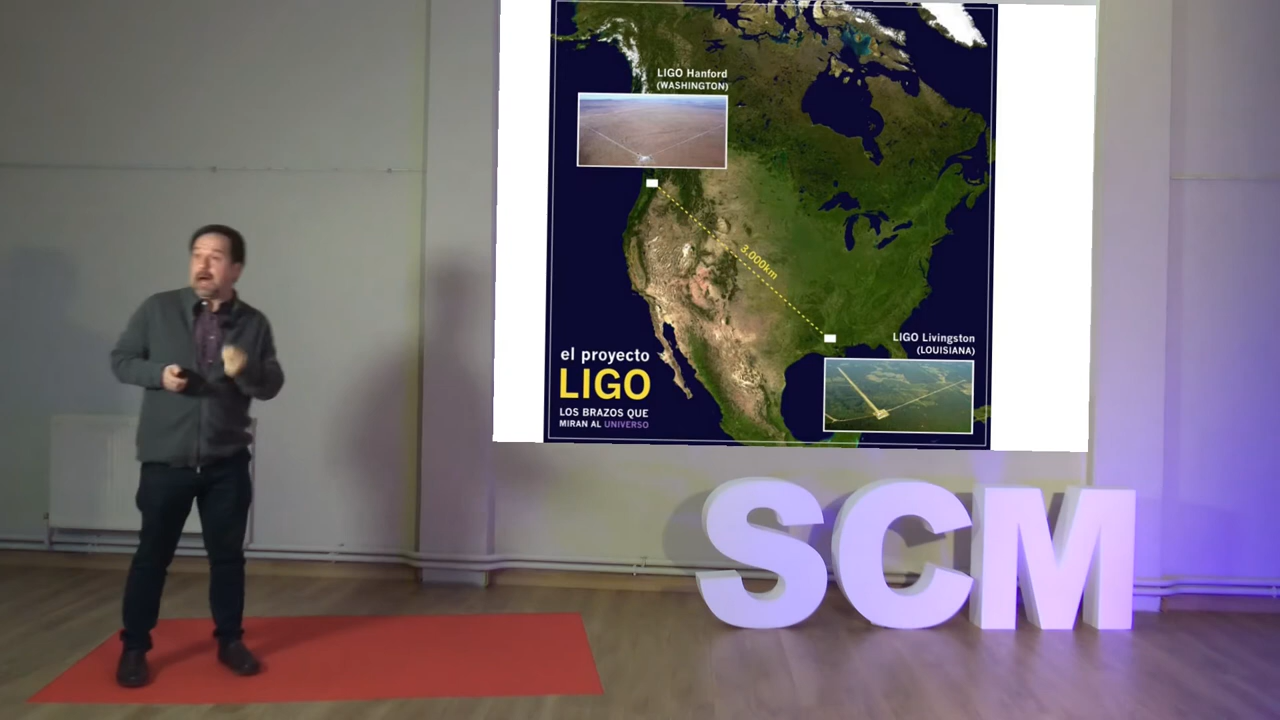 LIGO Hanford
(WASHINGTON)
3.000km
LIGO Livingston
(LOUISIANA)
el proyecto
LIGO
LOS BRAZOS QUE
MIRAN AL UNIVERSO
SCM